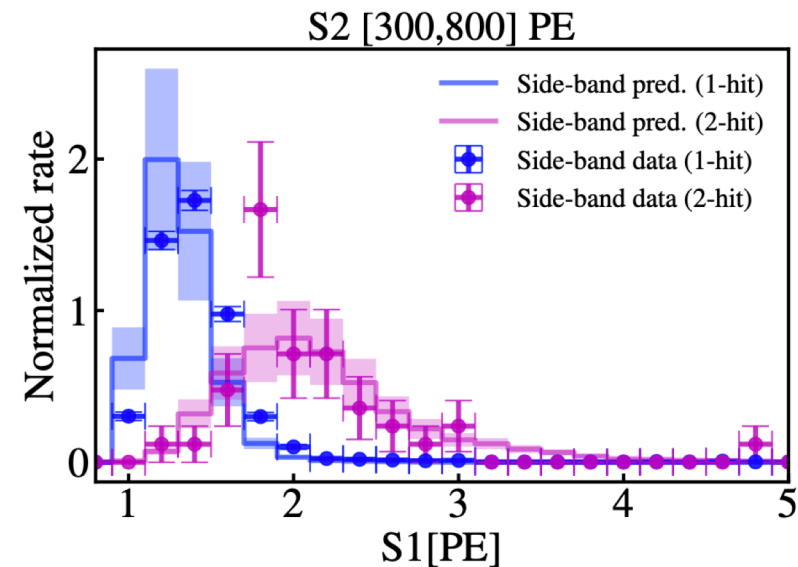 S2 [300,800] PE
Side-band pred. (1-hit)
Side-band pred. (2-hit)
Side-band data (1-hit)
Side-band data (2-hit)
Normalized rate
2
1
0
1 2 3 4 5
S1[PE]